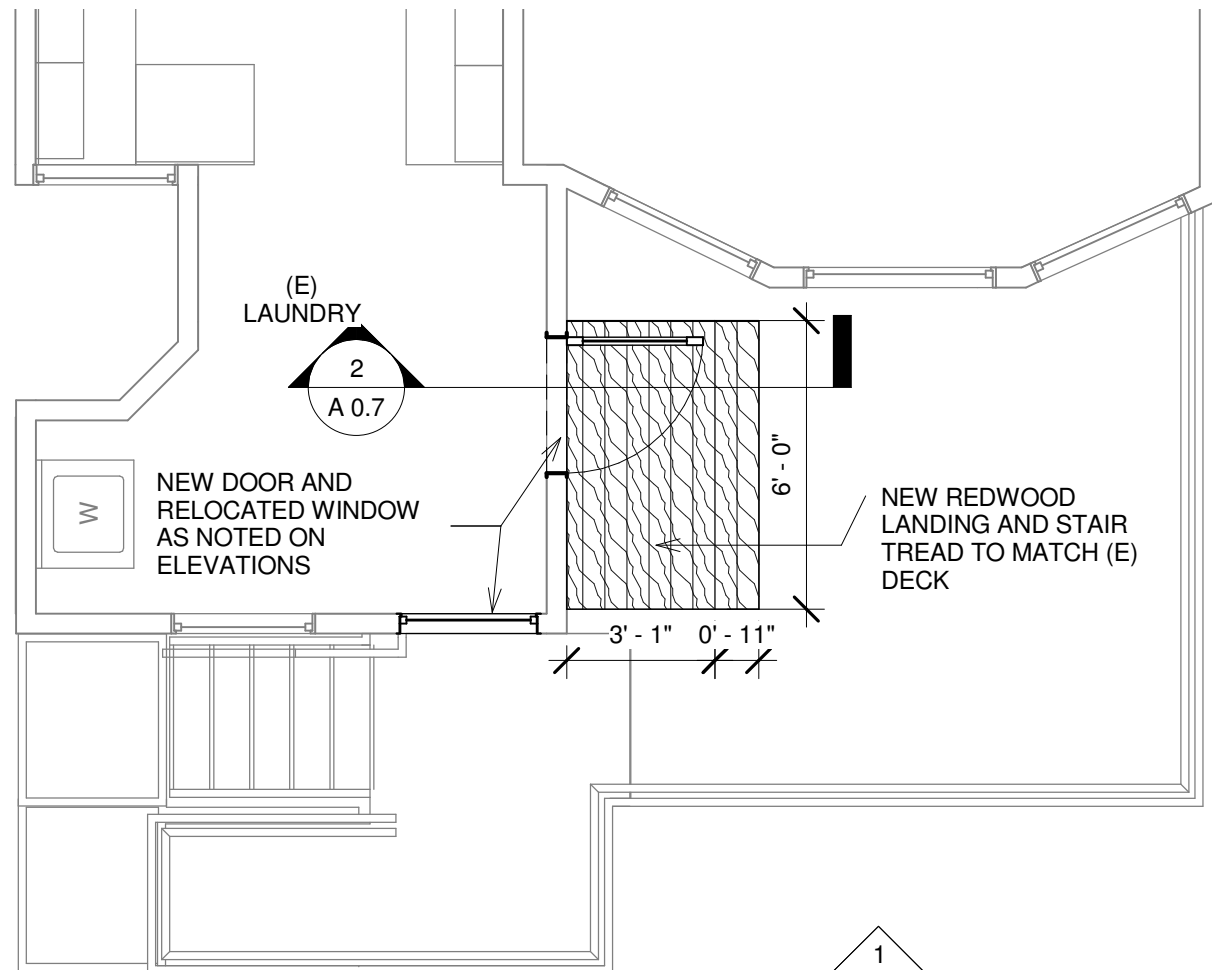 (E)
LAUNDRY
2
A 0.7
W
NEW DOOR AND
RELOCATED WINDOW
AS NOTED ON
ELEVATIONS
6' - 0"
NEW REDWOOD
LANDING AND STAIR
TREAD TO MATCH (E)
DECK
3' - 1" 0' - 11"
1